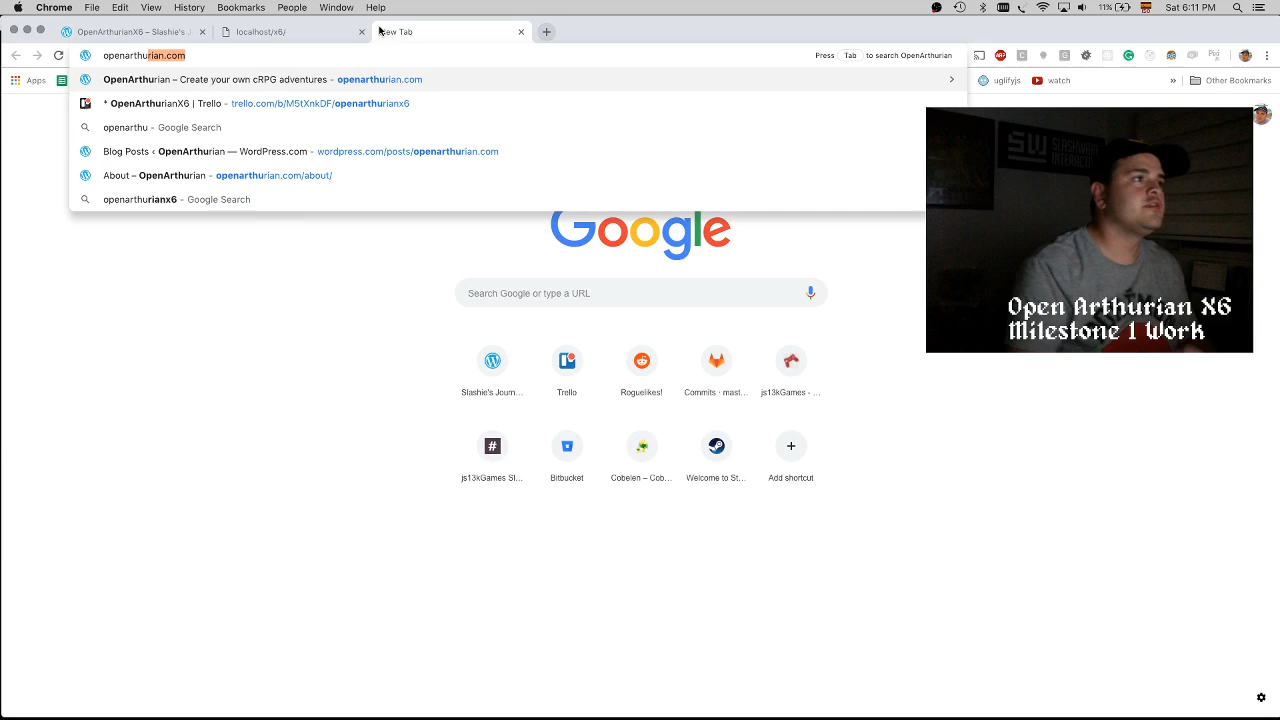 Chrome File Edit View History Bookmarks People Window Help 11% Sat 6:11 PM
OpenArthurianX6 – Slashie's J localhost/x6/ New Tab
openarthurian.com Press Tab to search OpenArthurian
Apps uglifyjs watch » Other Bookmarks
OpenArthurian – Create your own cRPG adventures - openarthurian.com
* OpenArthurianX6 | Trello - trello.com/b/M5tXnkDF/openarthurianx6
openarthu - Google Search
Blog Posts ‹ OpenArthurian — WordPress.com - wordpress.com/posts/openarthurian.com
About – OpenArthurian - openarthurian.com/about/
openarthurianx6 - Google Search
SW SLASHWARE
INTERACTIVE
Google
Search Google or type a URL
Open Arthurian X6
Milestone 1 Work
Slashie's Journ... Trello Roguelikes! Commits · mast... js13kGames - ...
js13kGames Sl... Bitbucket Cobelen – Cob... Welcome to St... Add shortcut